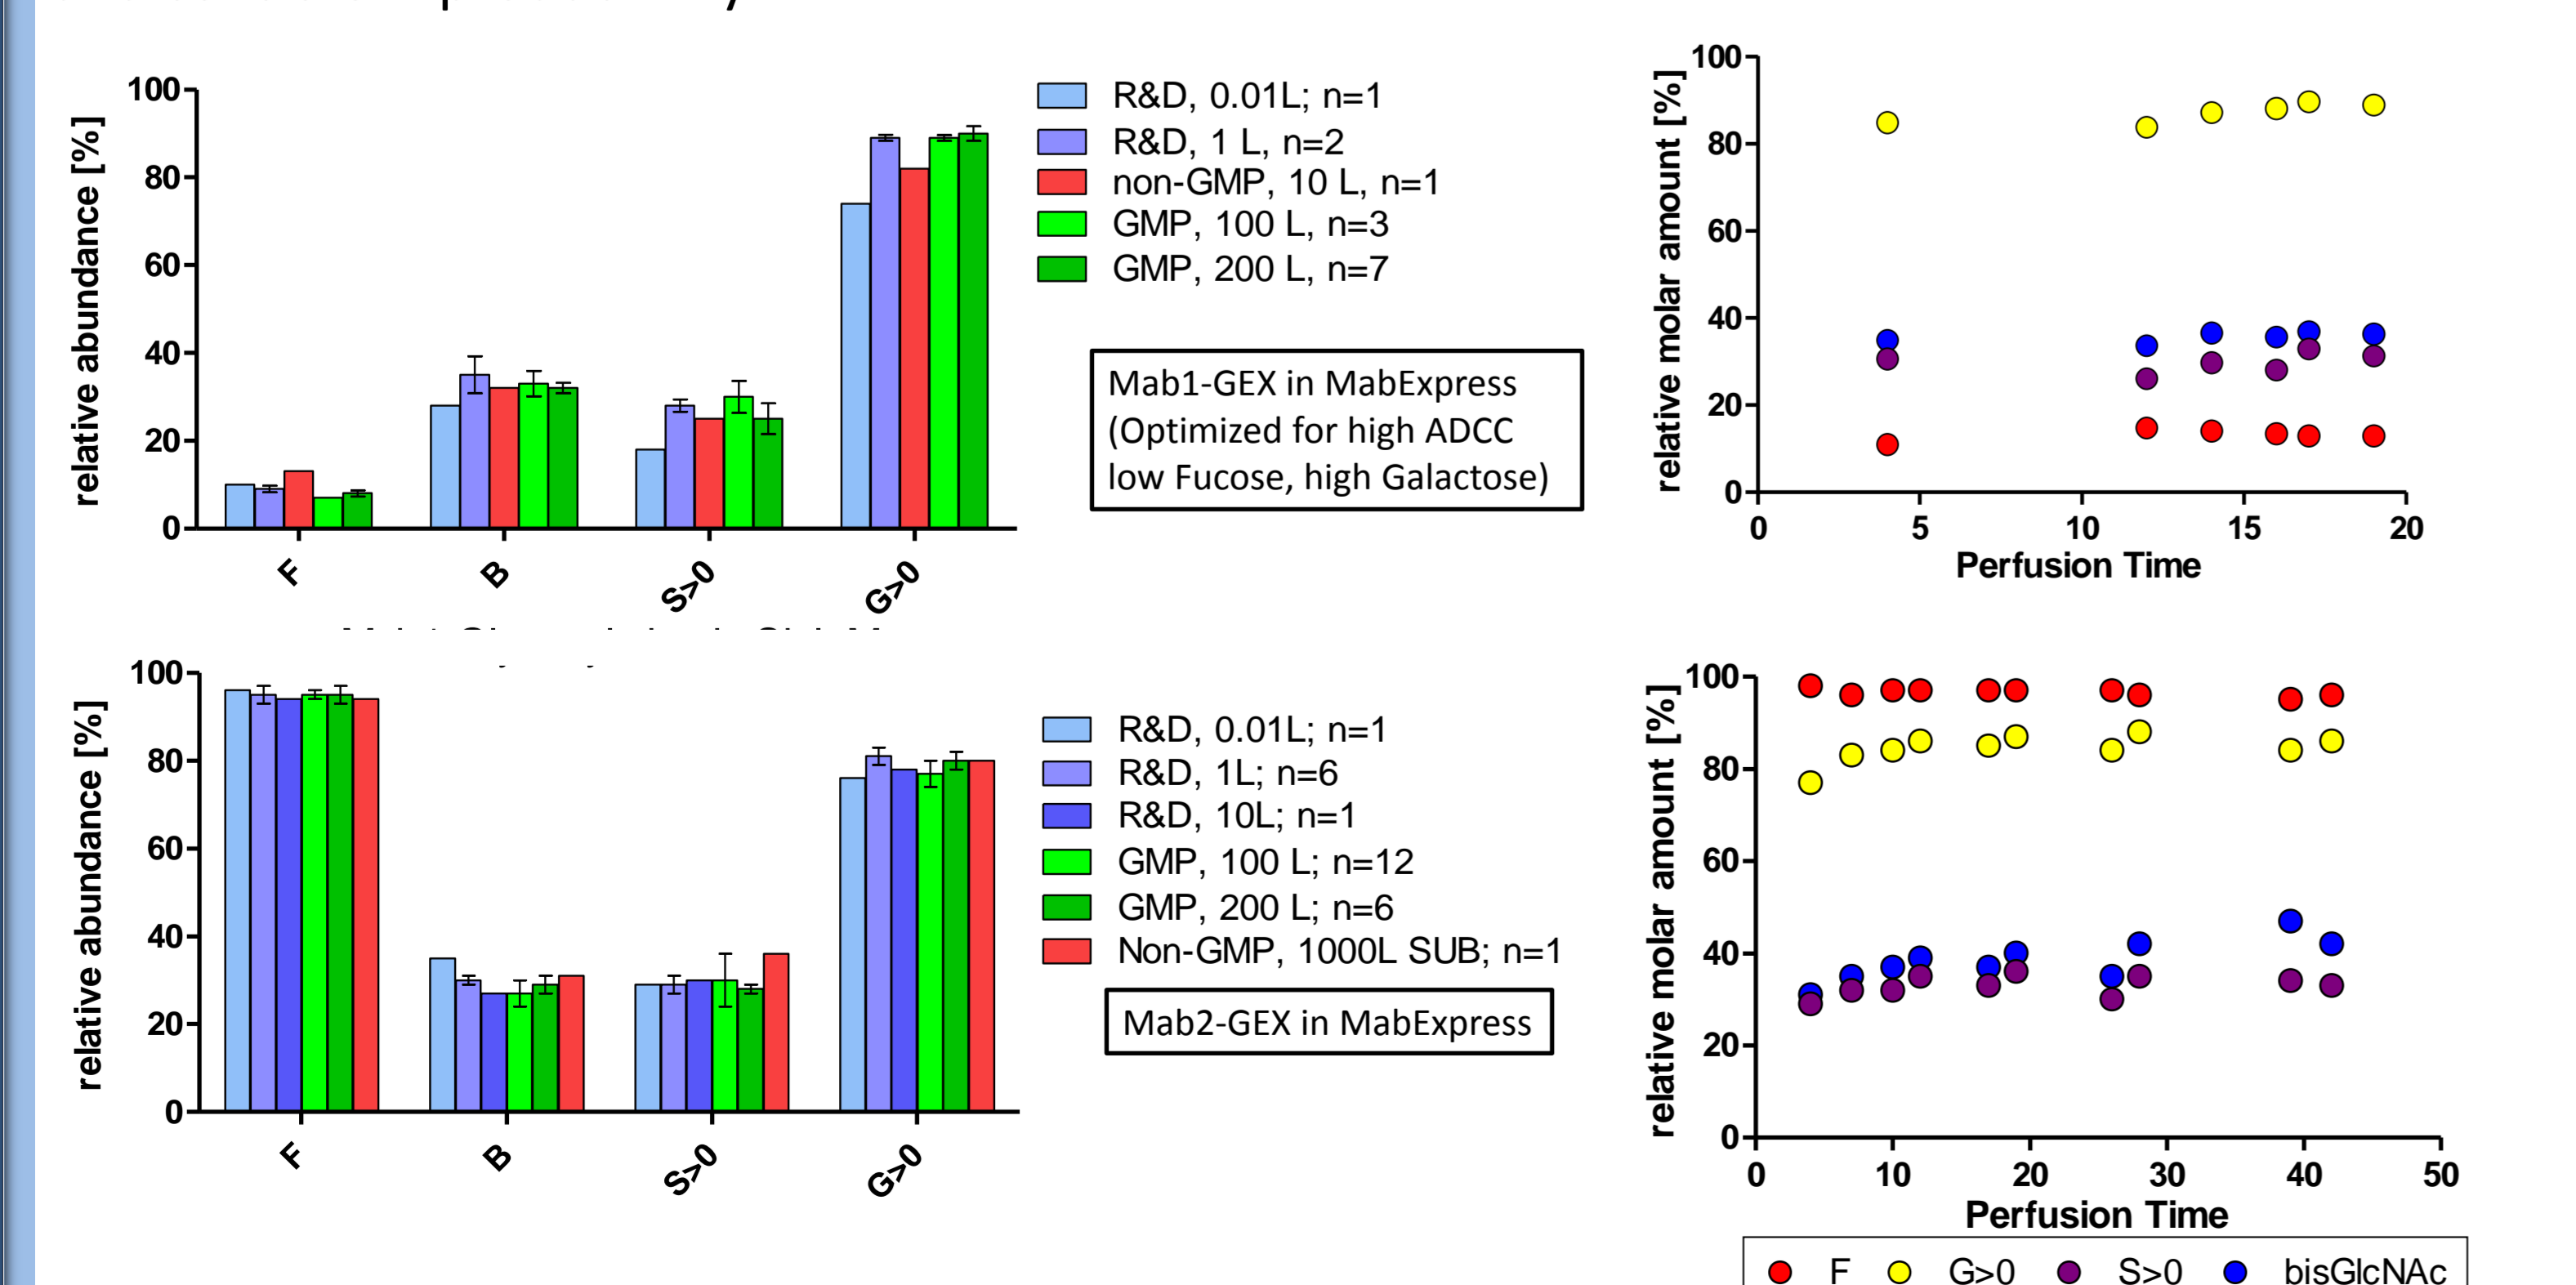 100
80
60
40
20
0
relative abundance [%]
F
B
S>0
G>0
R&D, 0.01L; n=1
R&D, 1 L, n=2
non-GMP, 10 L, n=1
GMP, 100 L, n=3
GMP, 200 L, n=7
Mab1-GEX in MabExpress
(Optimized for high ADCC
low Fucose, high Galactose)
100
80
60
40
20
0
relative molar amount [%]
0
5
10
15
20
Perfusion Time
100
80
60
40
20
0
relative abundance [%]
F
B
S>0
G>0
R&D, 0.01L; n=1
R&D, 1L; n=6
R&D, 10L; n=1
GMP, 100 L; n=12
GMP, 200 L; n=6
Non-GMP, 1000L SUB; n=1
Mab2-GEX in MabExpress
100
80
60
40
20
0
relative molar amount [%]
0
10
20
30
40
50
Perfusion Time
F G>0 S>0 bisGlcNAc